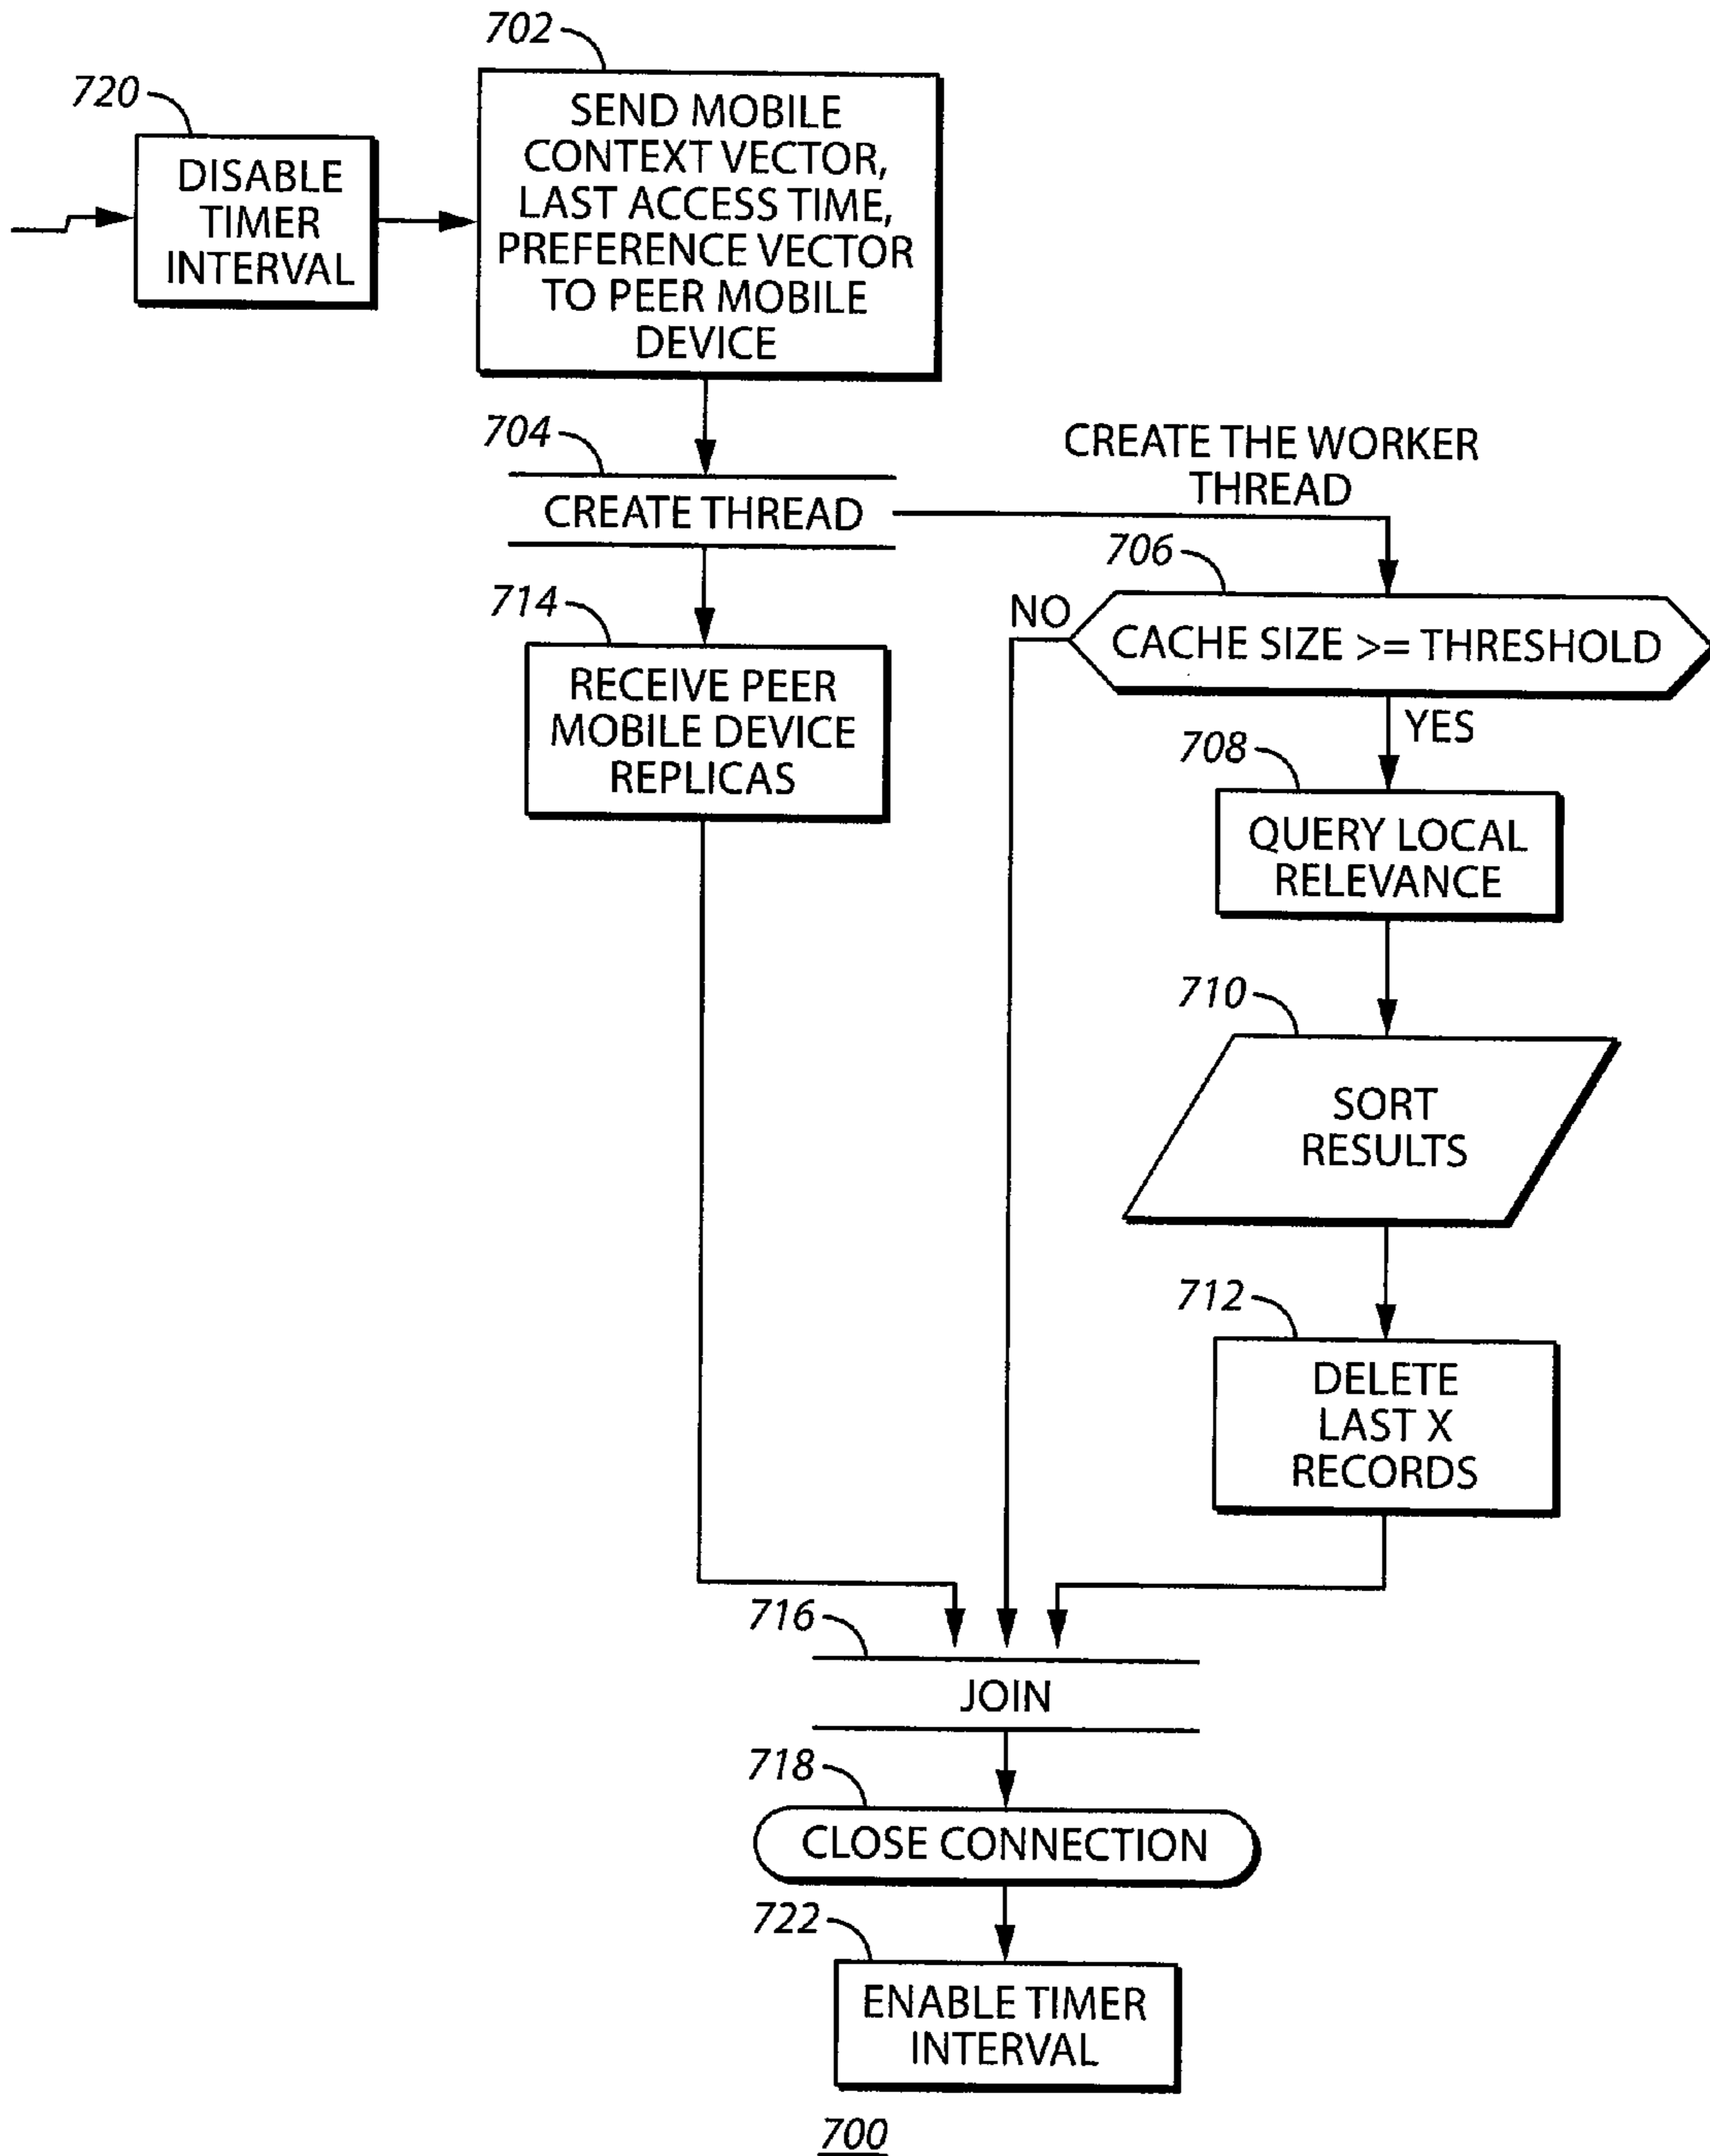 702
720
SEND MOBILE
CONTEXT VECTOR,
LAST ACCESS TIME,
PREFERENCE VECTOR
TO PEER MOBILE
DEVICE
DISABLE
TIMER
INTERVAL
704
CREATE THREAD
CREATE THE WORKER
THREAD
706
NO
CACHE SIZE >= THRESHOLD
YES
714
RECEIVE PEER
MOBILE DEVICE
REPLICAS
708
QUERY LOCAL
RELEVANCE
710
SORT
RESULTS
712
DELETE
LAST X
RECORDS
716
JOIN
718
CLOSE CONNECTION
722
ENABLE TIMER
INTERVAL
700